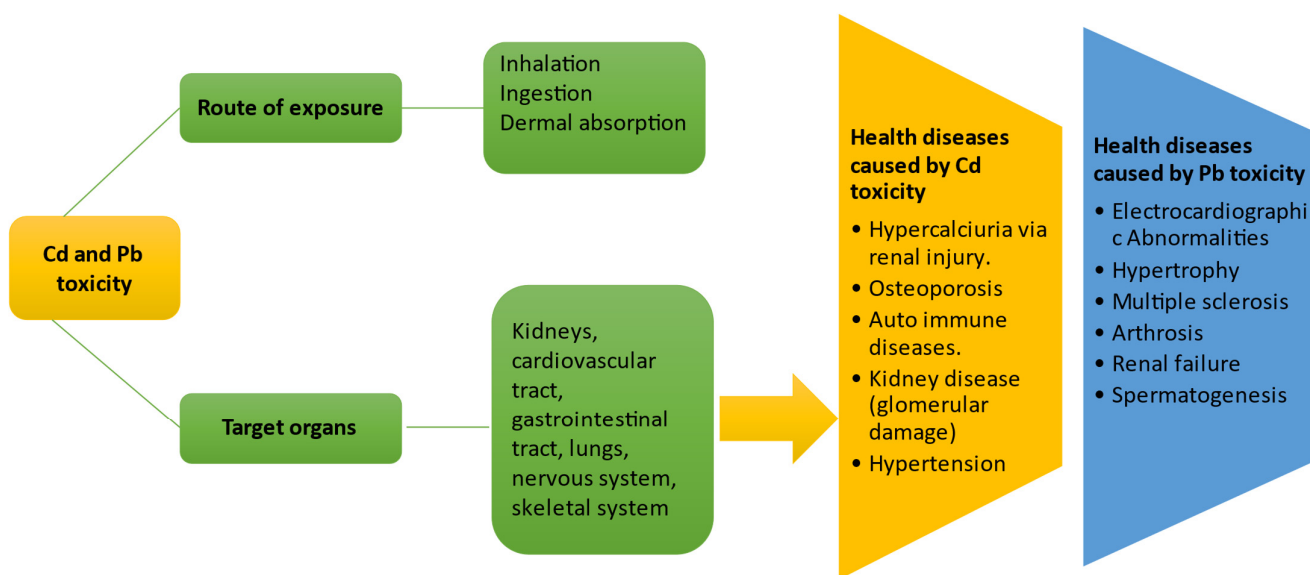 Cd and Pb
toxicity
Route of exposure
Inhalation
Ingestion
Dermal absorption
Target organs
Kidneys,
cardiovascular
tract,
gastrointestinal
tract, lungs,
nervous system,
skeletal system
Health diseases
caused by Cd
toxicity
• Hypercalciuria via
renal injury.
• Osteoporosis
• Auto immune
diseases.
• Kidney disease
(glomerular
damage)
• Hypertension
Health diseases
caused by Pb toxicity
• Electrocardiographi
c Abnormalities
• Hypertrophy
• Multiple sclerosis
• Arthrosis
• Renal failure
• Spermatogenesis